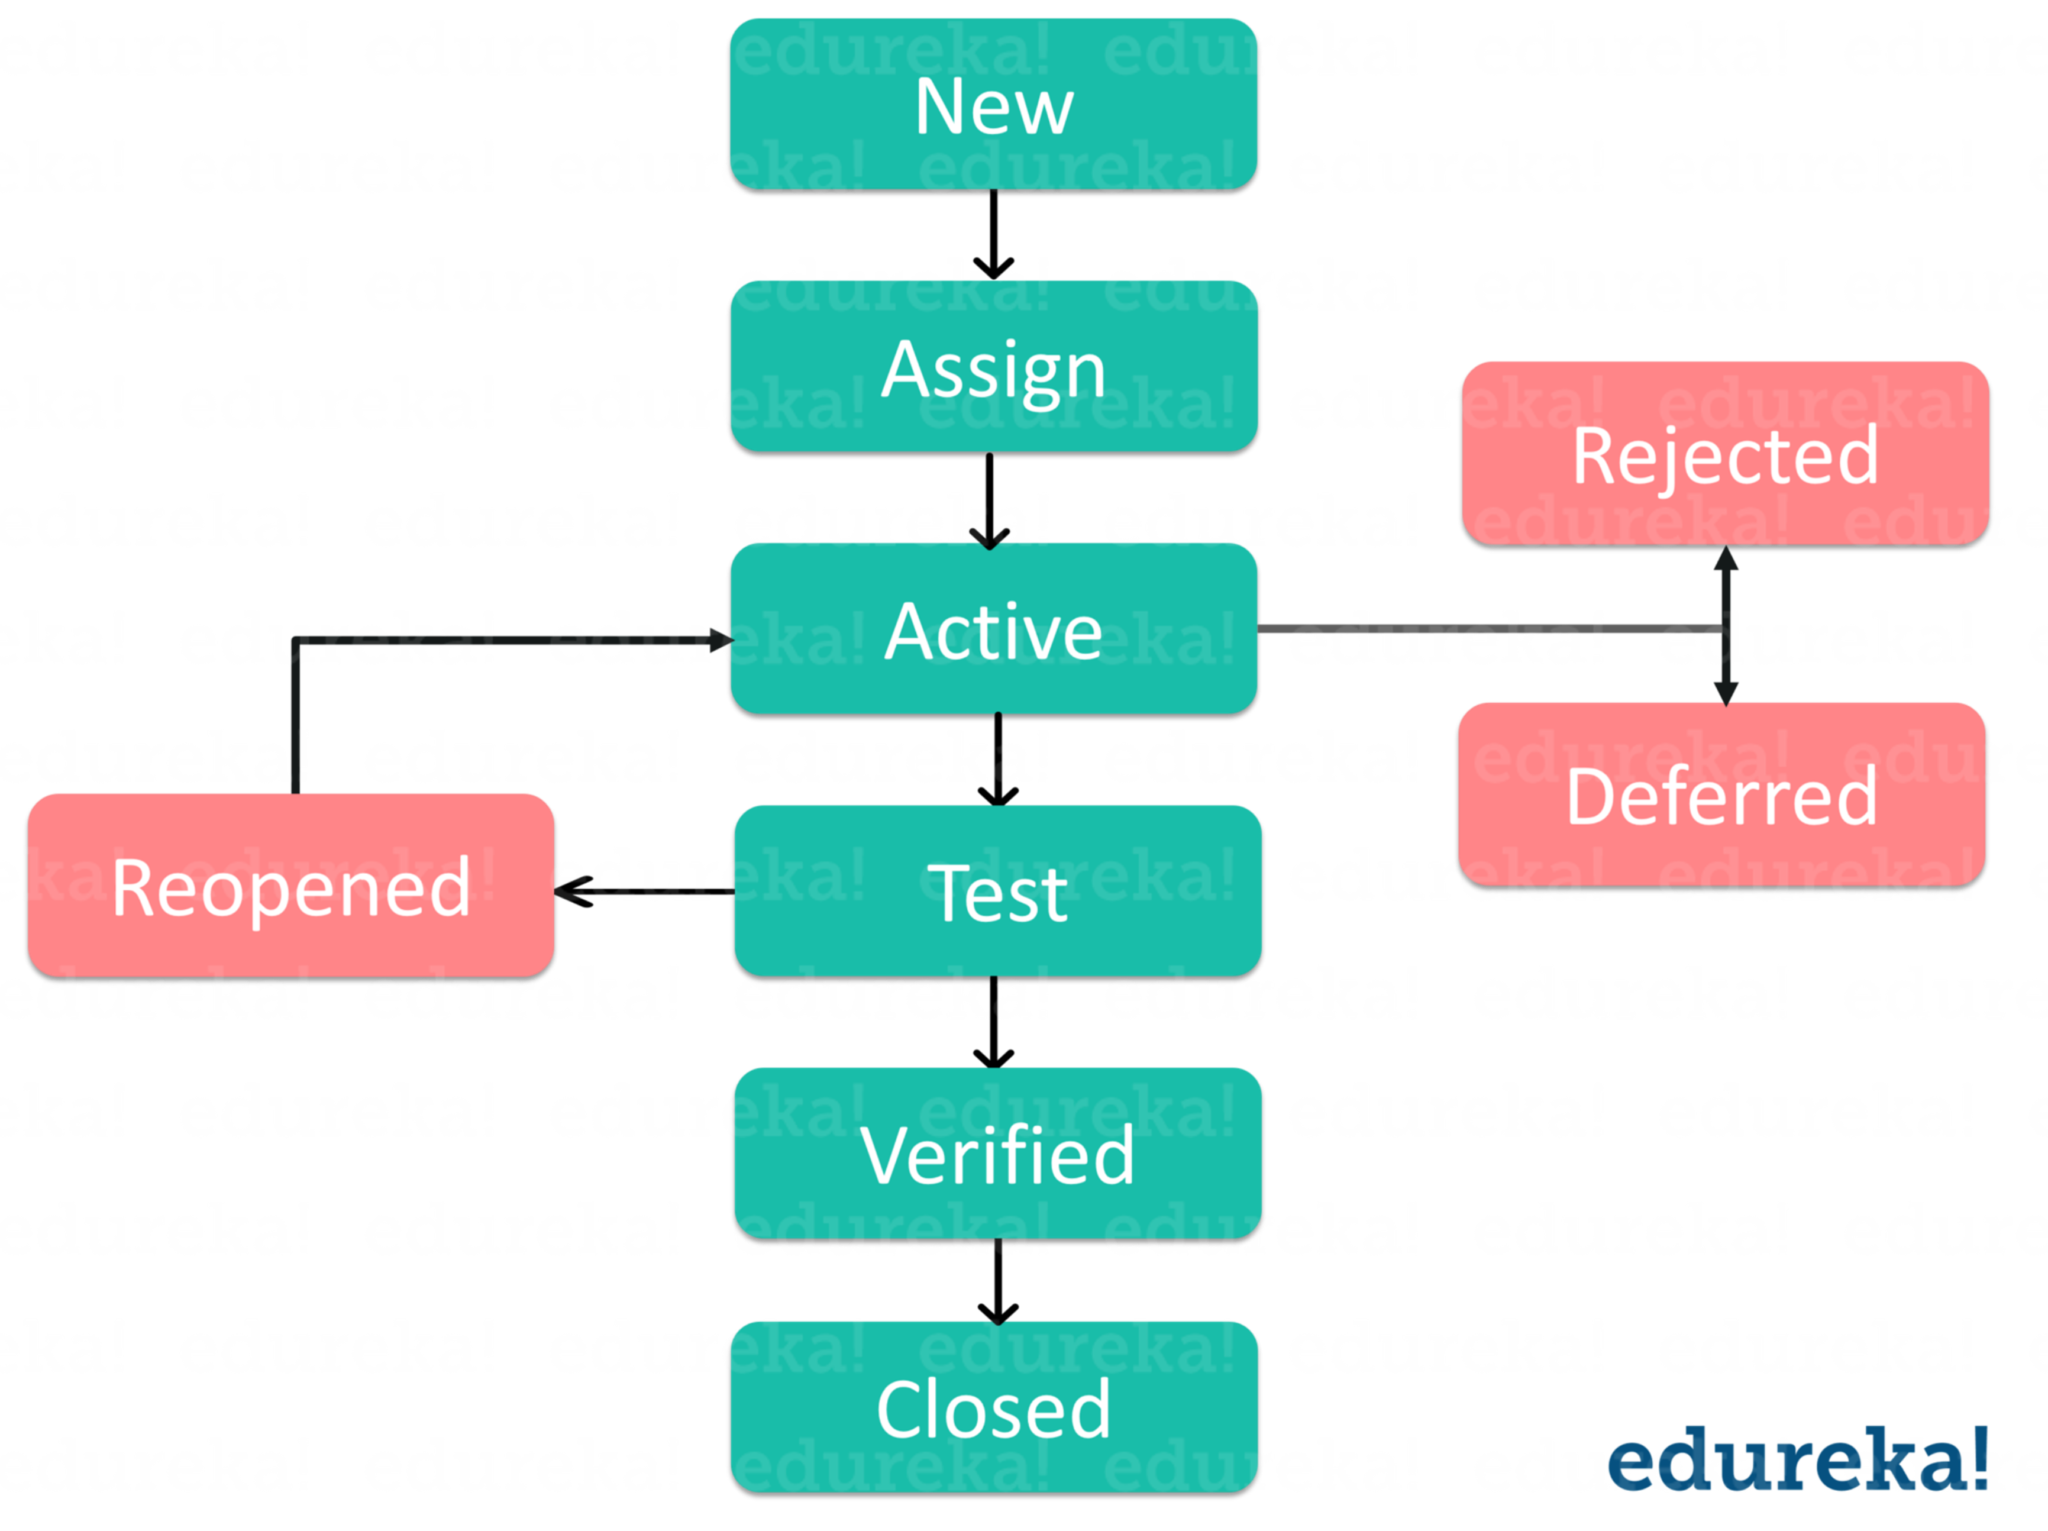 New
Assign
Rejected
Active
Deferred
Reopened
Test
Verified
Closed
edureka!